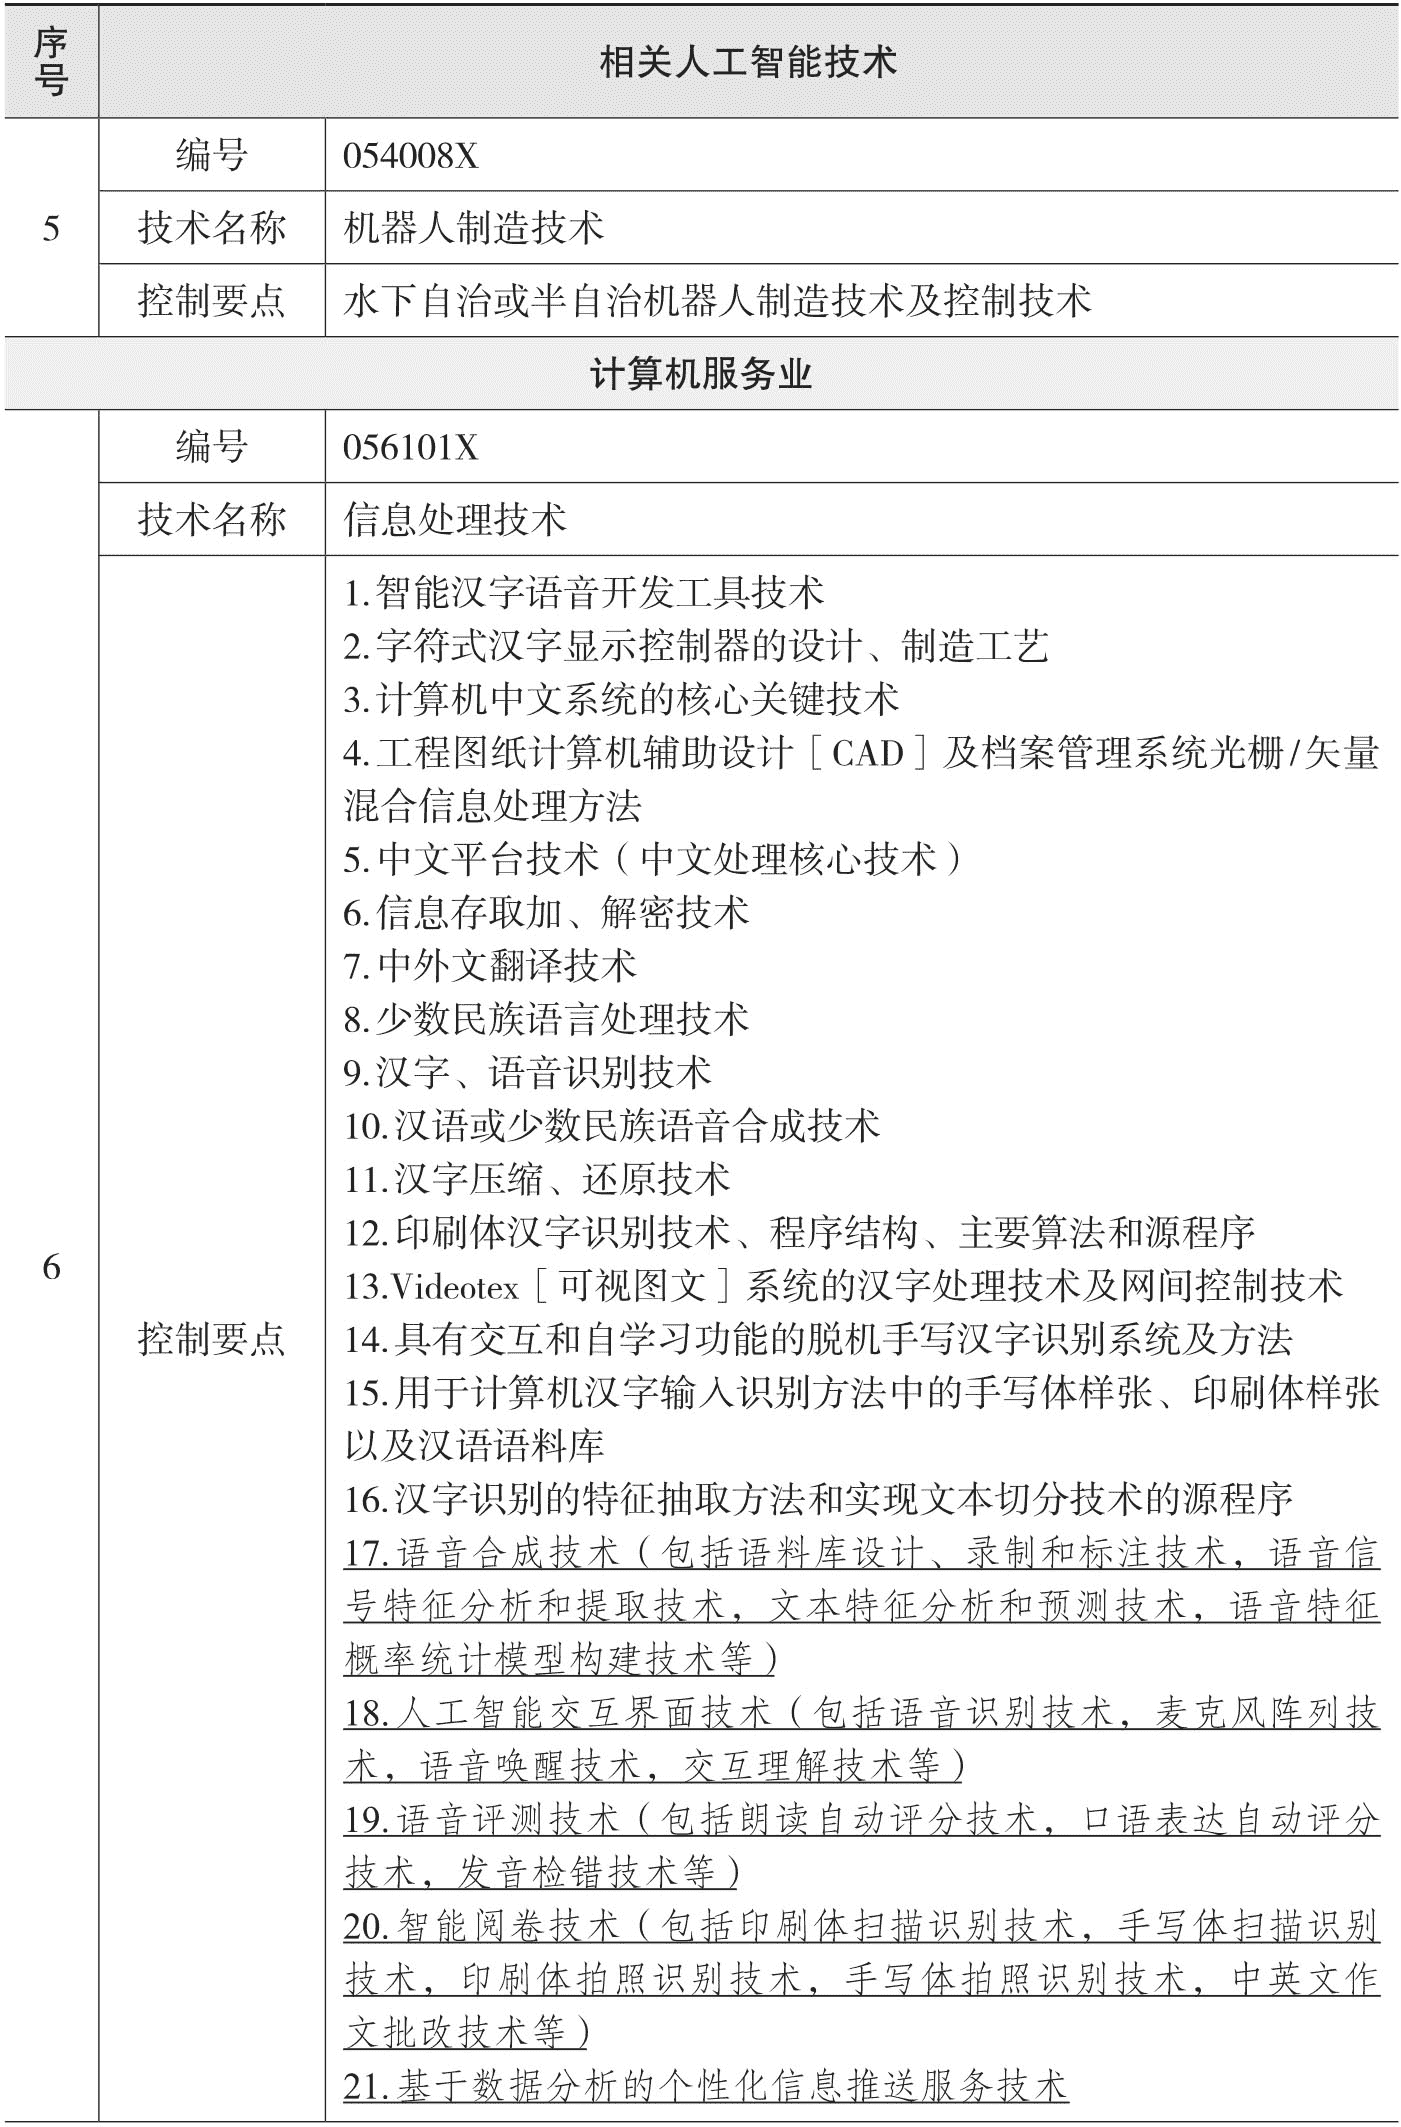 序
号
相关人工智能技术
5
编号
054008X
技术名称
机器人制造技术
控制要点
水下自治或半自治机器人制造技术及控制技术
计算机服务业
6
编号
056101X
技术名称
信息处理技术
控制要点
1.智能汉字语音开发工具技术
2.字符式汉字显示控制器的设计、制造工艺
3.计算机中文系统的核心关键技术
4.工程图纸计算机辅助设计［CAD］及档案管理系统光栅/矢量
混合信息处理方法
5.中文平台技术（中文处理核心技术）
6.信息存取加、解密技术
7.中外文翻译技术
8.少数民族语言处理技术
9.汉字、语音识别技术
10.汉语或少数民族语音合成技术
11.汉字压缩、还原技术
12.印刷体汉字识别技术、程序结构、主要算法和源程序
13.Videotex［可视图文］系统的汉字处理技术及网间控制技术
14.具有交互和自学习功能的脱机手写汉字识别系统及方法
15.用于计算机汉字输入识别方法中的手写体样张、印刷体样张
以及汉语语料库
16.汉字识别的特征抽取方法和实现文本切分技术的源程序
17.语音合成技术（包括语料库设计、录制和标注技术，语音信
号特征分析和提取技术，文本特征分析和预测技术，语音特征
概率统计模型构建技术等）
18.人工智能交互界面技术（包括语音识别技术，麦克风阵列技
术，语音唤醒技术，交互理解技术等）
19.语音评测技术（包括朗读自动评分技术，口语表达自动评分
技术，发音检错技术等）
20.智能阅卷技术（包括印刷体扫描识别技术，手写体扫描识别
技术，印刷体拍照识别技术，手写体拍照识别技术，中英文作
文批改技术等）
21.基于数据分析的个性化信息推送服务技术